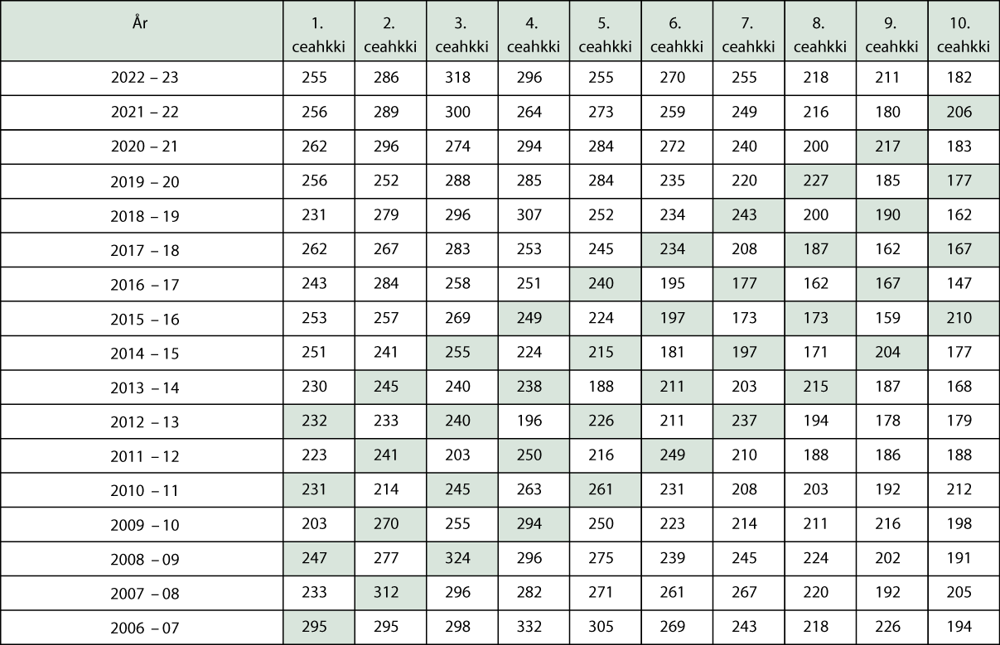 År 1. ceahkki 2. ceahkki 3. ceahkki 4. ceahkki 5. ceahkki 6. ceahkki 7. ceahkki 8. ceahkki 9. ceahkki 10. ceahkki
2022 – 23 255 286 318 296 255 270 255 218 211 182
2021 – 22 256 289 300 264 273 259 249 216 180 206
2020 – 21 262 296 274 294 284 272 240 200 217 183
2019 – 20 256 252 288 285 284 235 220 227 185 177
2018 – 19 231 279 296 307 252 234 243 200 190 162
2017 – 18 262 267 283 253 245 234 208 187 162 167
2016 – 17 243 284 258 251 240 195 177 162 167 147
2015 – 16 253 257 269 249 224 197 173 173 159 210
2014 – 15 251 241 255 224 215 181 197 171 204 177
2013 – 14 230 245 240 238 188 211 203 215 187 168
2012 – 13 232 233 240 196 226 211 237 194 178 179
2011 – 12 223 241 203 250 216 249 210 188 186 188
2010 – 11 231 214 245 263 261 231 208 203 192 212
2009 – 10 203 270 255 294 250 223 214 211 216 198
2008 – 09 247 277 324 296 275 239 245 224 202 191
2007 – 08 233 312 296 282 271 261 267 220 192 205
2006 – 07 295 295 298 332 305 269 243 218 226 194